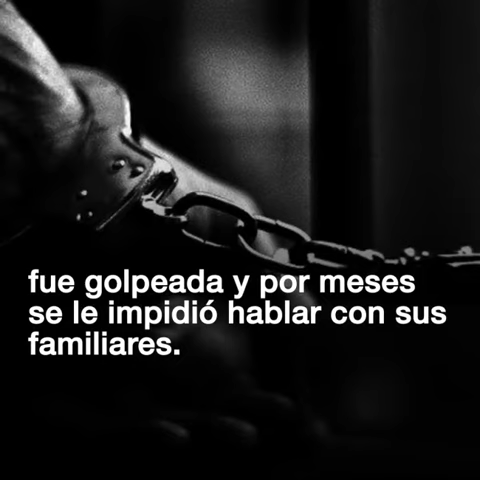 fue golpeada y por meses
se le impidió hablar con sus
familiares.